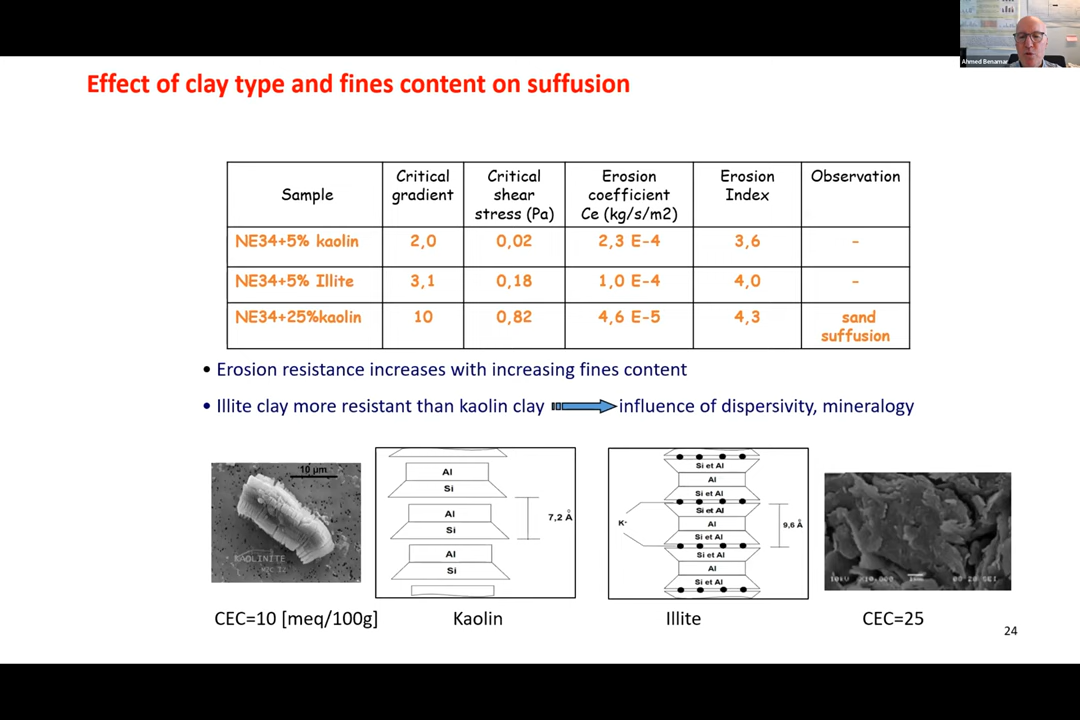 Ahmed Benamar
Effect of clay type and fines content on suffusion
Sample
Critical
gradient
Critical
shear
stress (Pa)
Erosion
coefficient
Ce (kg/s/m2)
Erosion
Index
Observation
NE34+5% kaolin
2,0
0,02
2,3 E-4
3,6
-
NE34+5% Illite
3,1
0,18
1,0 E-4
4,0
-
NE34+25%kaolin
10
0,82
4,6 E-5
4,3
sand
suffusion
• Erosion resistance increases with increasing fines content
• Illite clay more resistant than kaolin clay
influence of dispersivity, mineralogy
10 µm
KAOLINITE
Al
Si
Al
Si
Al
Si
7,2 Å
Si et Al
Al
Si et Al
Si et Al
Al
Si et Al
Si et Al
Al
Si et Al
K+
9,6 Å
CEC=10 [meq/100g]
Kaolin
Illite
CEC=25
24